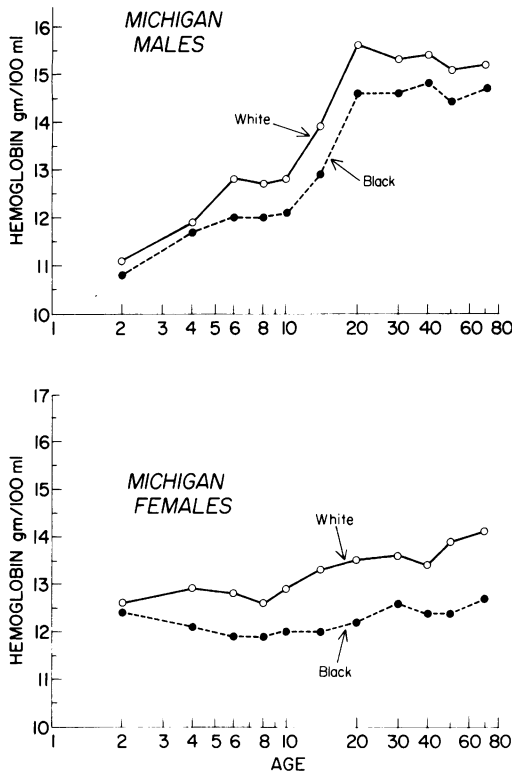 MICHIGAN
MALES
HEMOGLOBIN gm/100 ml
16
15
14
13
12
11
10
White
Black
1 2 3 4 5 6 8 10 20 30 40 60 80
MICHIGAN
FEMALES
HEMOGLOBIN gm/100 ml
17
16
15
14
13
12
11
10
White
Black
1 2 3 4 5 6 8 10 20 30 40 60 80
AGE